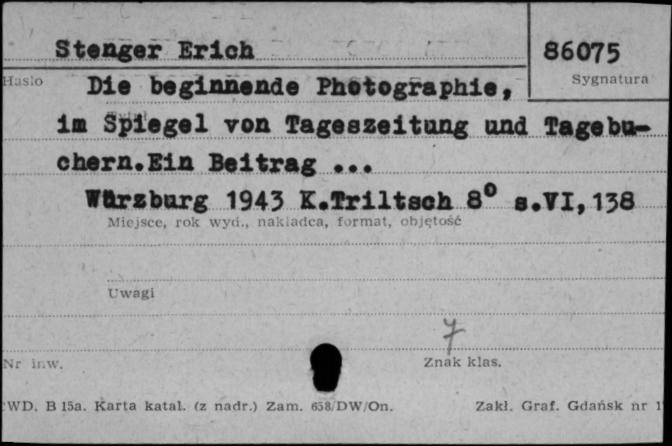 Stenger Erich 86075
Hasło Sygnatura
Die beginnende Photographie,
im Spiegel von Tageszeitung und Tagebu-
chern.Ein Beitrag ...
Würzburg 1943 K.Triltsch 8⁰ s.VI,138
Miejsce, rok wyd., nakładca, format, objętość
Uwagi
7
Nr inw. Znak klas.
WD. B 15a. Karta katal. (z nadr.) Zam. 658/DW/On. Zakł. Graf. Gdańsk nr